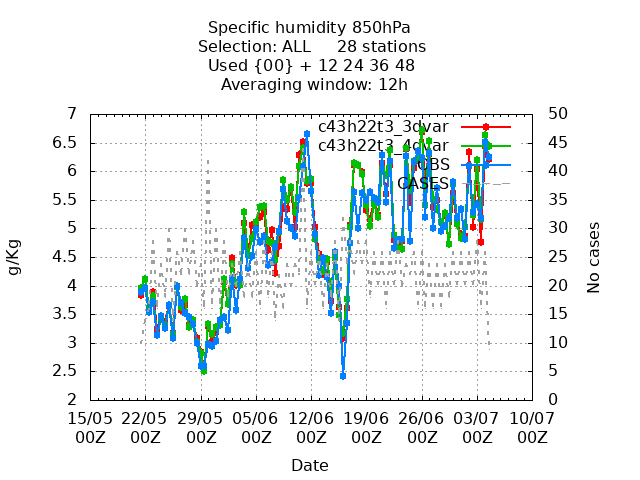 Specific humidity 850hPa
Selection: ALL 28 stations
Used {00} + 12 24 36 48
Averaging window: 12h
c43h22t3_3dvar
c43h22t3_4dvar
OBS
CASES
g/Kg
7
6.5
6
5.5
5
4.5
4
3.5
3
2.5
2
50
45
40
35
30
25
20
15
10
5
0
No cases
15/05 22/05 29/05 05/06 12/06 19/06 26/06 03/07 10/07
00Z 00Z 00Z 00Z 00Z 00Z 00Z 00Z 00Z
Date